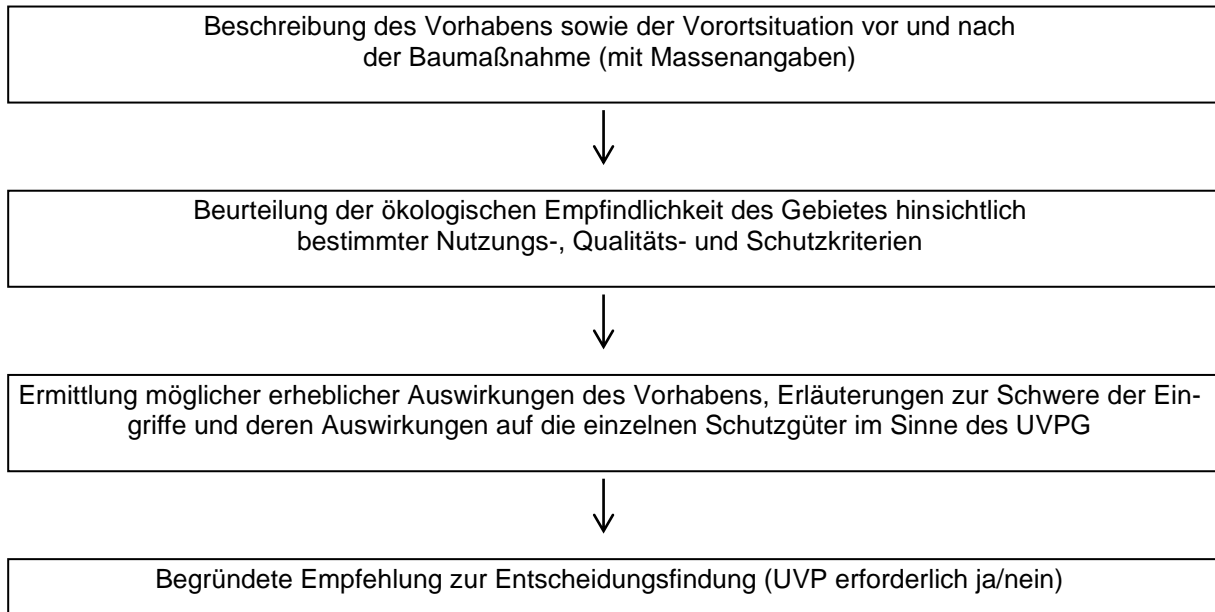 Beschreibung des Vorhabens sowie der Vorortsituation vor und nach
der Baumaßnahme (mit Massenangaben)
Beurteilung der ökologischen Empfindlichkeit des Gebietes hinsichtlich
bestimmter Nutzungs-, Qualitäts- und Schutzkriterien
Ermittlung möglicher erheblicher Auswirkungen des Vorhabens, Erläuterungen zur Schwere der Ein-
griffe und deren Auswirkungen auf die einzelnen Schutzgüter im Sinne des UVPG
Begründete Empfehlung zur Entscheidungsfindung (UVP erforderlich ja/nein)